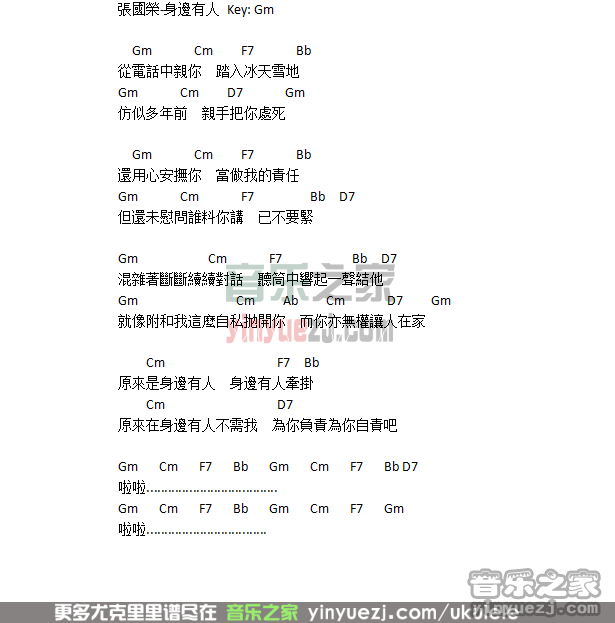 張國榮-身邊有人 Key: Gm
Gm Cm F7 Bb
從電話中親你 踏入冰天雪地
Gm Cm D7 Gm
仿似多年前 親手把你處死
Gm Cm F7 Bb
還用心安撫你 當做我的責任
Gm Cm F7 Bb D7
但還未慰問誰料你講 已不要緊
Gm Cm F7 Bb D7
混雜著斷斷續續對話 聽筒中響起一聲結他
Gm Cm Ab Cm D7 Gm
就像附和我這麼自私拋開你 而你亦無權讓人在家
Cm F7 Bb
原來是身邊有人 身邊有人牽掛
Cm D7
原來在身邊有人不需我 為你負責為你自責吧
Gm Cm F7 Bb Gm Cm F7 Bb D7
啦啦....................................
Gm Cm F7 Bb Gm Cm F7 Gm
啦啦.................................
音乐之家
yinyuezj.com
音乐之家
yinyuezj.com
更多尤克里里谱尽在 音乐之家 yinyuezj.com/ukulele